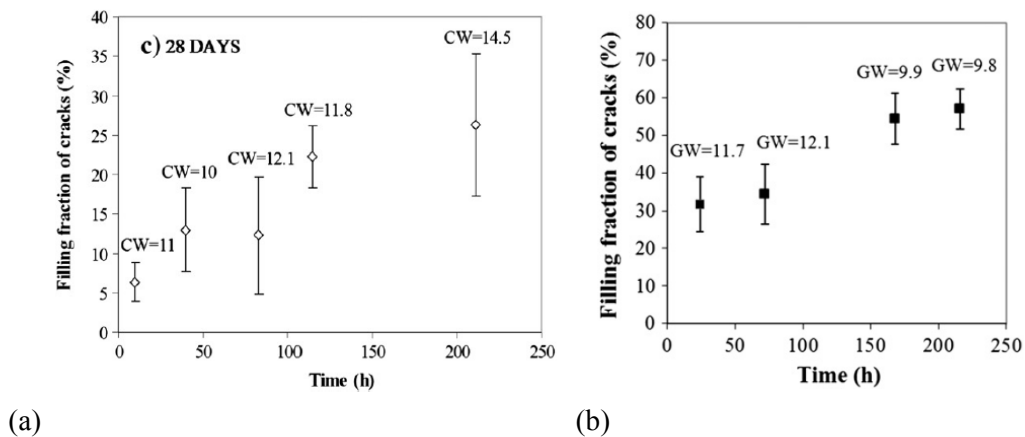 c) 28 DAYS
Filling fraction of cracks (%)
40
35
30
25
20
15
10
5
0
CW=11
CW=10
CW=12.1
CW=11.8
CW=14.5
0 50 100 150 200 250
Time (h)
(a)
Filling fraction of cracks (%)
80
70
60
50
40
30
20
10
0
GW=11.7
GW=12.1
GW=9.9
GW=9.8
0 50 100 150 200 250
Time (h)
(b)